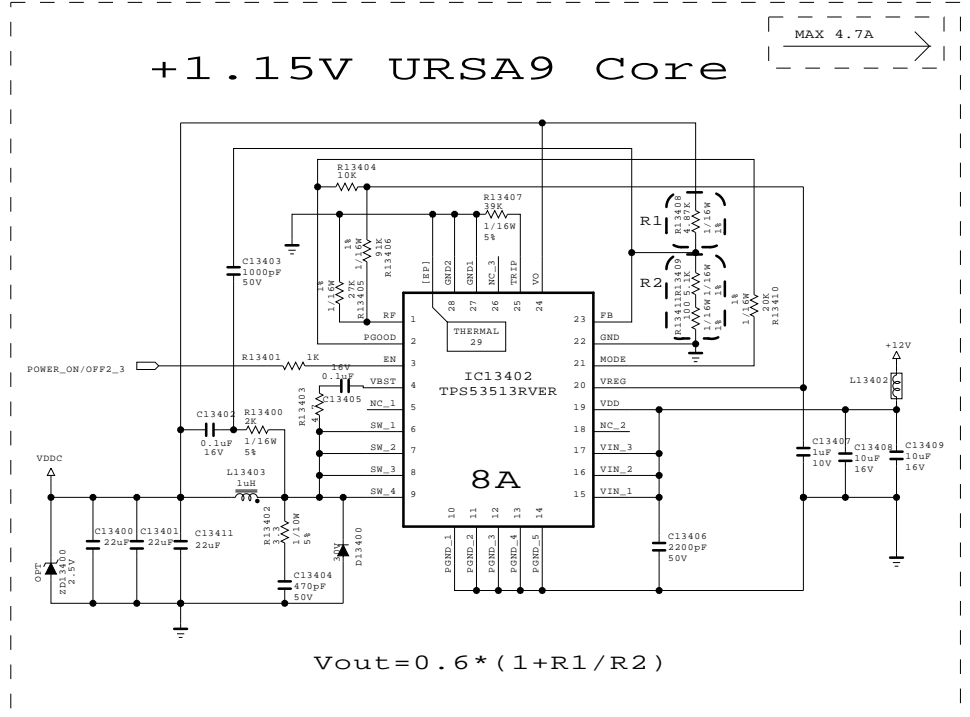 MAX 4.7A
+1.15V URSA9 Core
R13404
10K
R13407
39K
1/16W
5%
1%
1/16W
91K
R13406
1%
1/16W
27K
R13405
C13403
1000pF
50V
R1
R13408
4.87K
1/16W
1%
R2
R13409
5.1K
1/16W
1%
R13411
100
1/16W
1%
1%
1/16W
20K
R13410
[EP]
GND2
GND1
NC_3
TRIP
VO
28
27
26
25
24
RF
1
PGOOD
2
EN
3
VBST
4
NC_1
5
SW_1
6
SW_2
7
SW_3
8
SW_4
9
THERMAL
29
IC13402
TPS53513RVER
8A
23
FB
22
GND
21
MODE
20
VREG
19
VDD
18
NC_2
17
VIN_3
16
VIN_2
15
VIN_1
10
11
12
13
14
PGND_1
PGND_2
PGND_3
PGND_4
PGND_5
POWER_ON/OFF2_3
R13401
1K
16V
0.1uF
C13405
R13403
C13402
0.1uF
16V
R13400
2K
1/16W
5%
VDDC
L13403
1uH
C13400
22uF
C13401
22uF
C13411
22uF
OPT
ZD13400
2.5V
R13402
3.3
1/10W
5%
C13404
470pF
50V
30V
D13400
+12V
L13402
C13407
1uF
10V
C13408
10uF
16V
C13409
10uF
16V
C13406
2200pF
50V
Vout=0.6*(1+R1/R2)